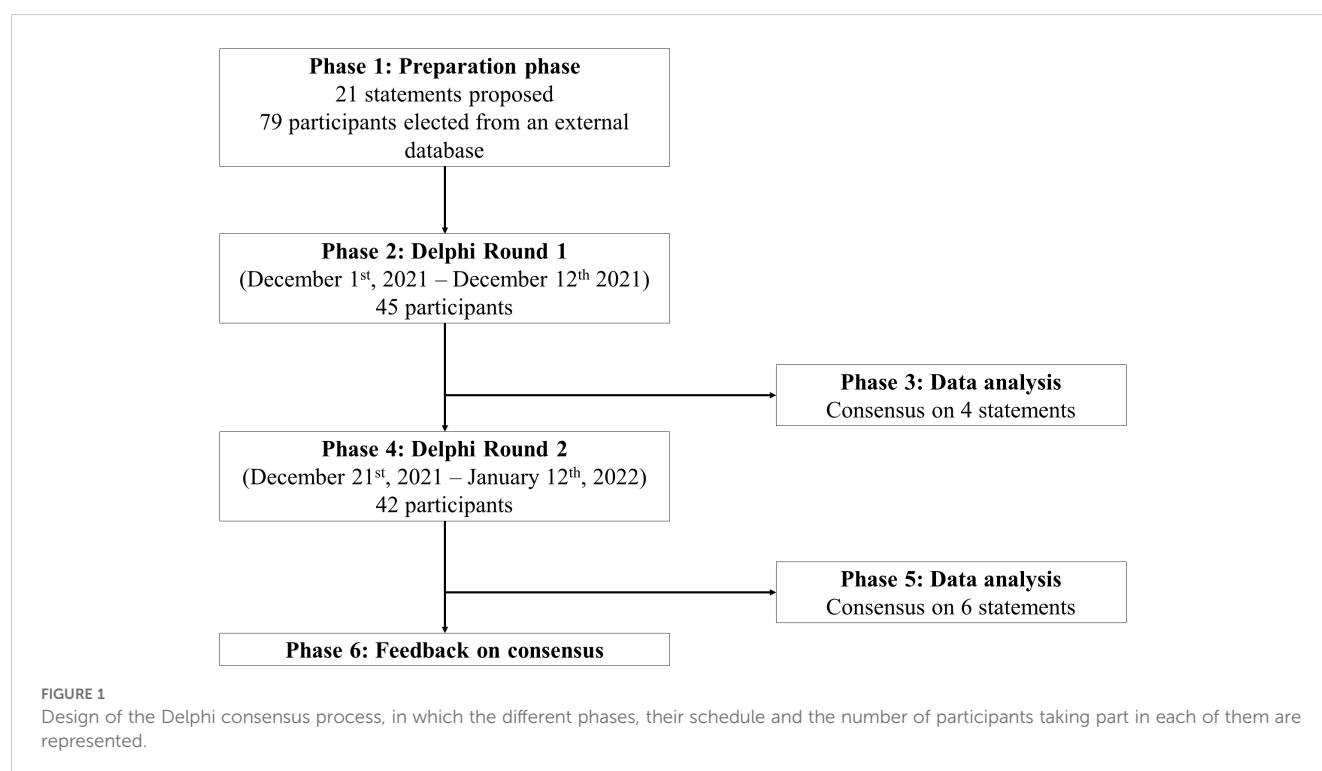 Phase 1: Preparation phase
21 statements proposed
79 participants elected from an external
database
Phase 2: Delphi Round 1
(December 1st, 2021 – December 12th 2021)
45 participants
Phase 3: Data analysis
Consensus on 4 statements
Phase 4: Delphi Round 2
(December 21st, 2021 – January 12th, 2022)
42 participants
Phase 5: Data analysis
Consensus on 6 statements
Phase 6: Feedback on consensus
FIGURE 1
Design of the Delphi consensus process, in which the different phases, their schedule and the number of participants taking part in each of them are
represented.